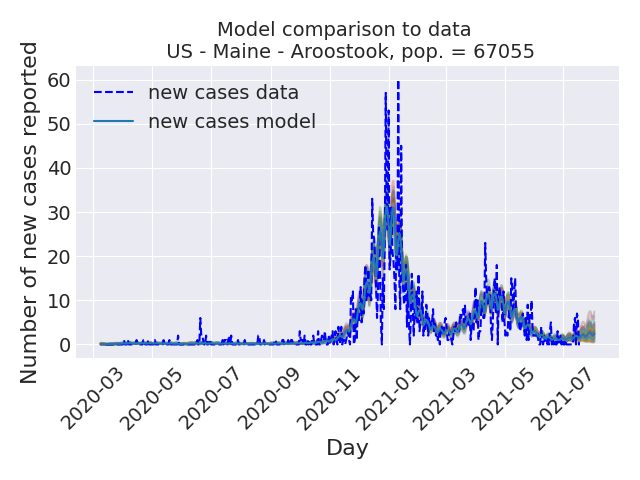 Model comparison to data
US - Maine - Aroostook, pop. = 67055
Number of new cases reported
60
50
40
30
20
10
0
new cases data
new cases model
2020-03
2020-05
2020-07
2020-09
2020-11
2021-01
2021-03
2021-05
2021-07
Day